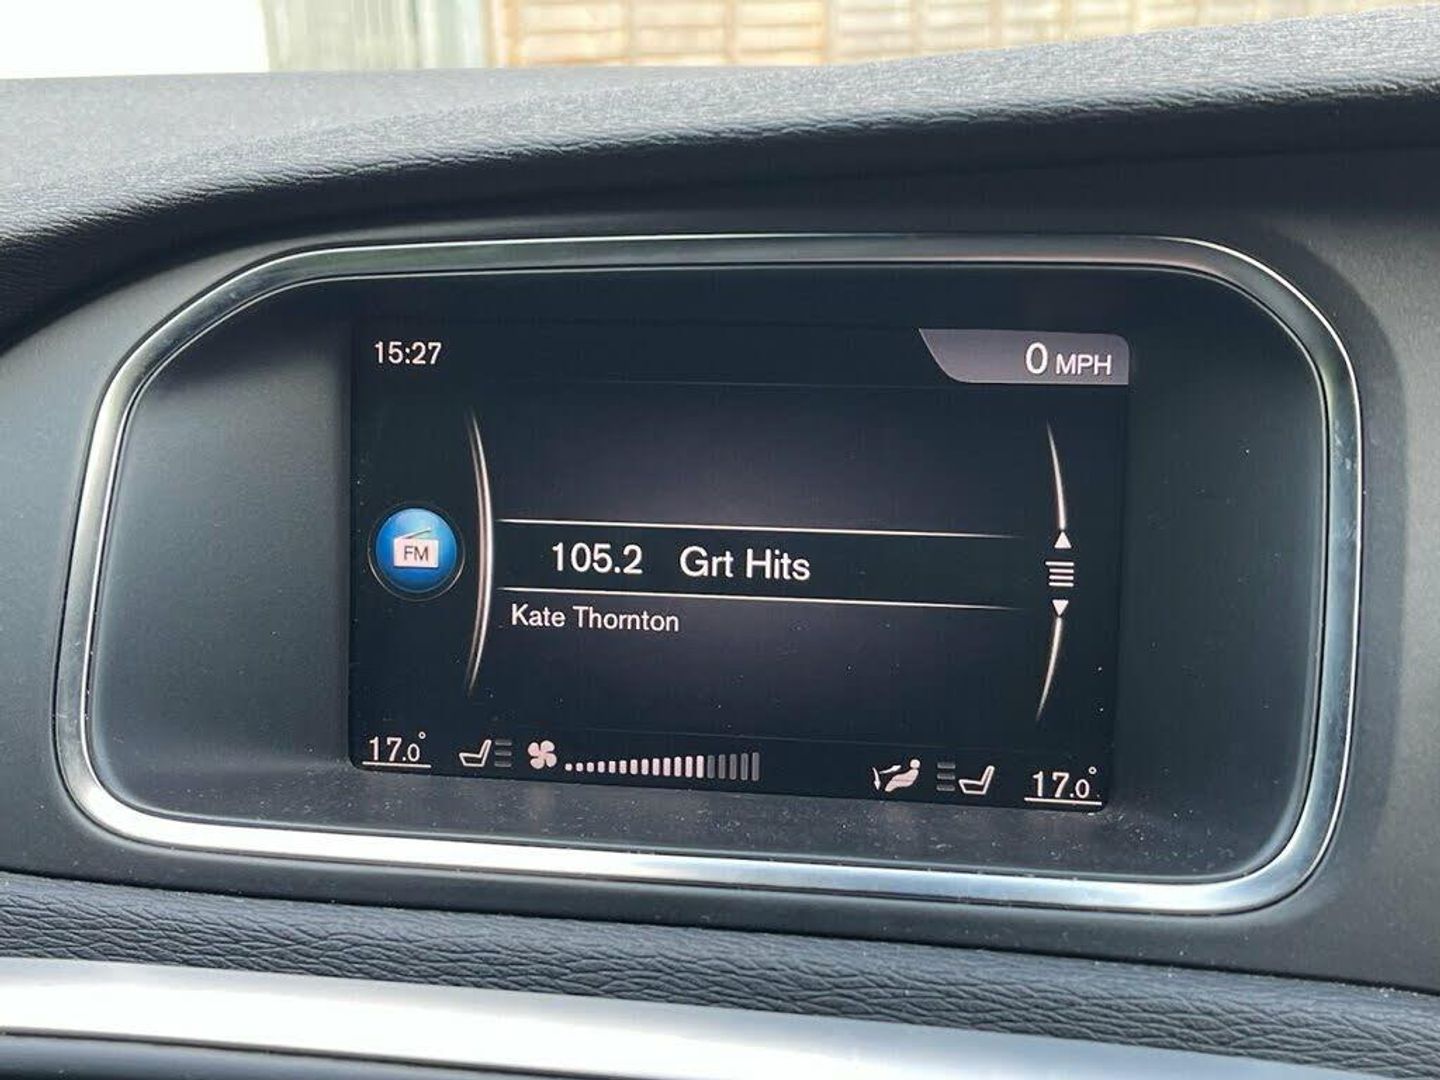 15:27
0 MPH
FM
105.2 Grt Hits
Kate Thornton
17.0°
17.0°